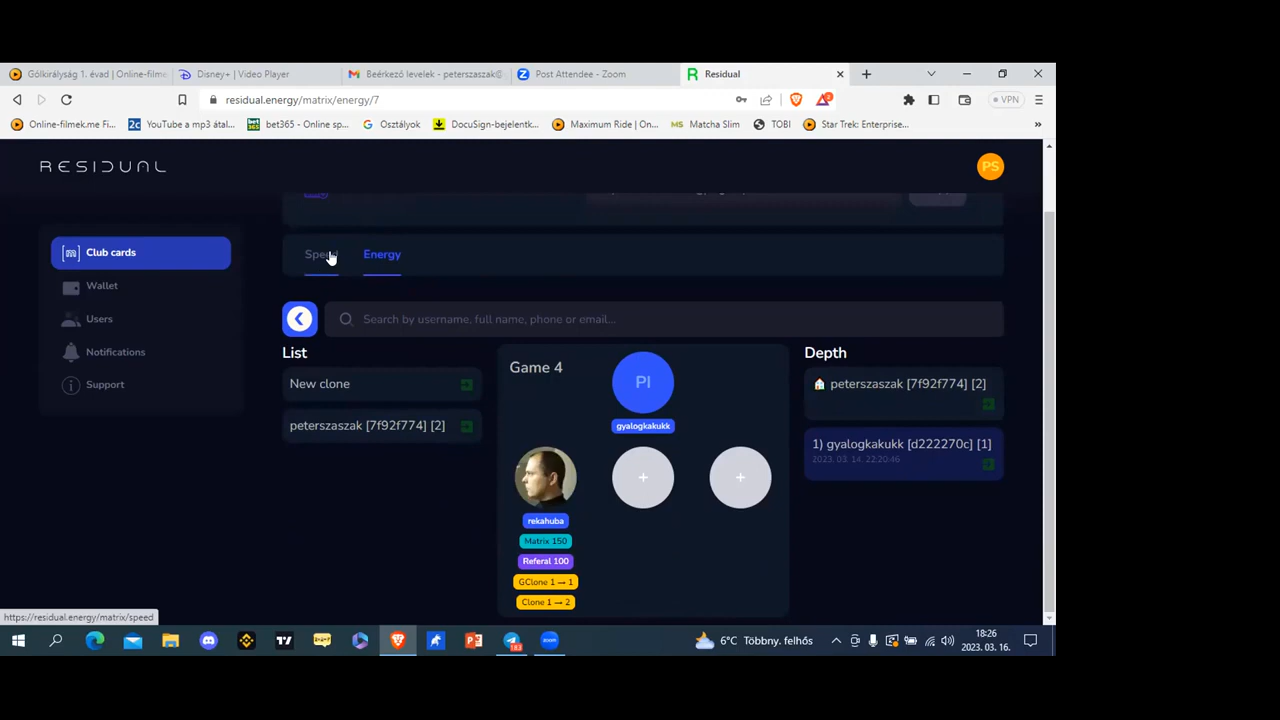 Gólkirályság 1. évad | Online-filme
Disney+ | Video Player
Beérkező levelek - peterszaszak@
Post Attendee - Zoom
Residual
residual.energy/matrix/energy/7
VPN
Online-filmek.me Fi...
YouTube a mp3 átal...
bet365 - Online sp...
Osztályok
DocuSign-bejelentk...
Maximum Ride | On...
Matcha Slim
TOBI
Star Trek: Enterprise...
RESIDUAL
PS
Club cards
Wallet
Users
Notifications
Support
Speed
Energy
Search by username, full name, phone or email...
List
New clone
peterszaszak [7f92f774] [2]
Game 4
PI
gyalogkakukk
rekahuba
Matrix 150
Referal 100
GClone 1 → 1
Clone 1 → 2
Depth
peterszaszak [7f92f774] [2]
1) gyalogkakukk [d222270c] [1]
2023. 03. 14. 22:20:46
https://residual.energy/matrix/speed
6°C Többny. felhős
18:26
2023. 03. 16.